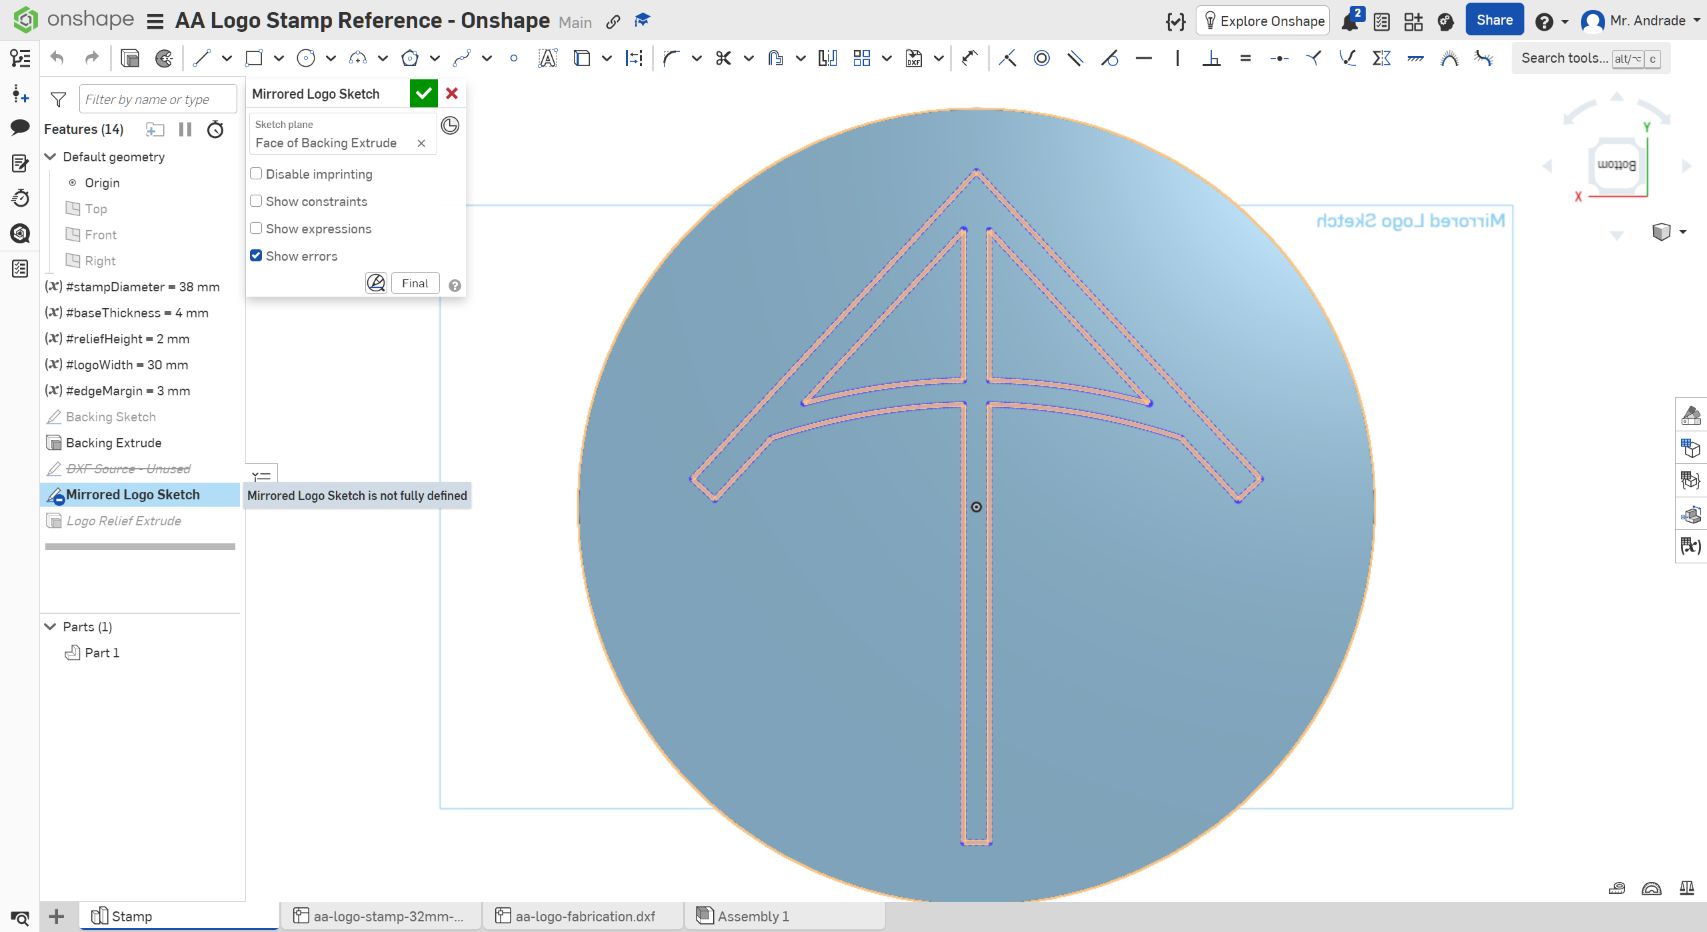 onshape AA Logo Stamp Reference - Onshape Main Explore Onshape 2 Share Mr. Andrade
Search tools... alt/⌥ c
Filter by name or type
Features (14)
Default geometry
Origin
Top
Front
Right
(x) #stampDiameter = 38 mm
(x) #baseThickness = 4 mm
(x) #reliefHeight = 2 mm
(x) #logoWidth = 30 mm
(x) #edgeMargin = 3 mm
Backing Sketch
Backing Extrude
DXF Source - Unused
Mirrored Logo Sketch
Logo Relief Extrude
Parts (1)
Part 1
Mirrored Logo Sketch
Sketch plane
Face of Backing Extrude
Disable imprinting
Show constraints
Show expressions
Show errors
Final
Mirrored Logo Sketch is not fully defined
Mirrored Logo Sketch
Y
Bottom
X
Stamp
aa-logo-stamp-32mm-...
aa-logo-fabrication.dxf
Assembly 1